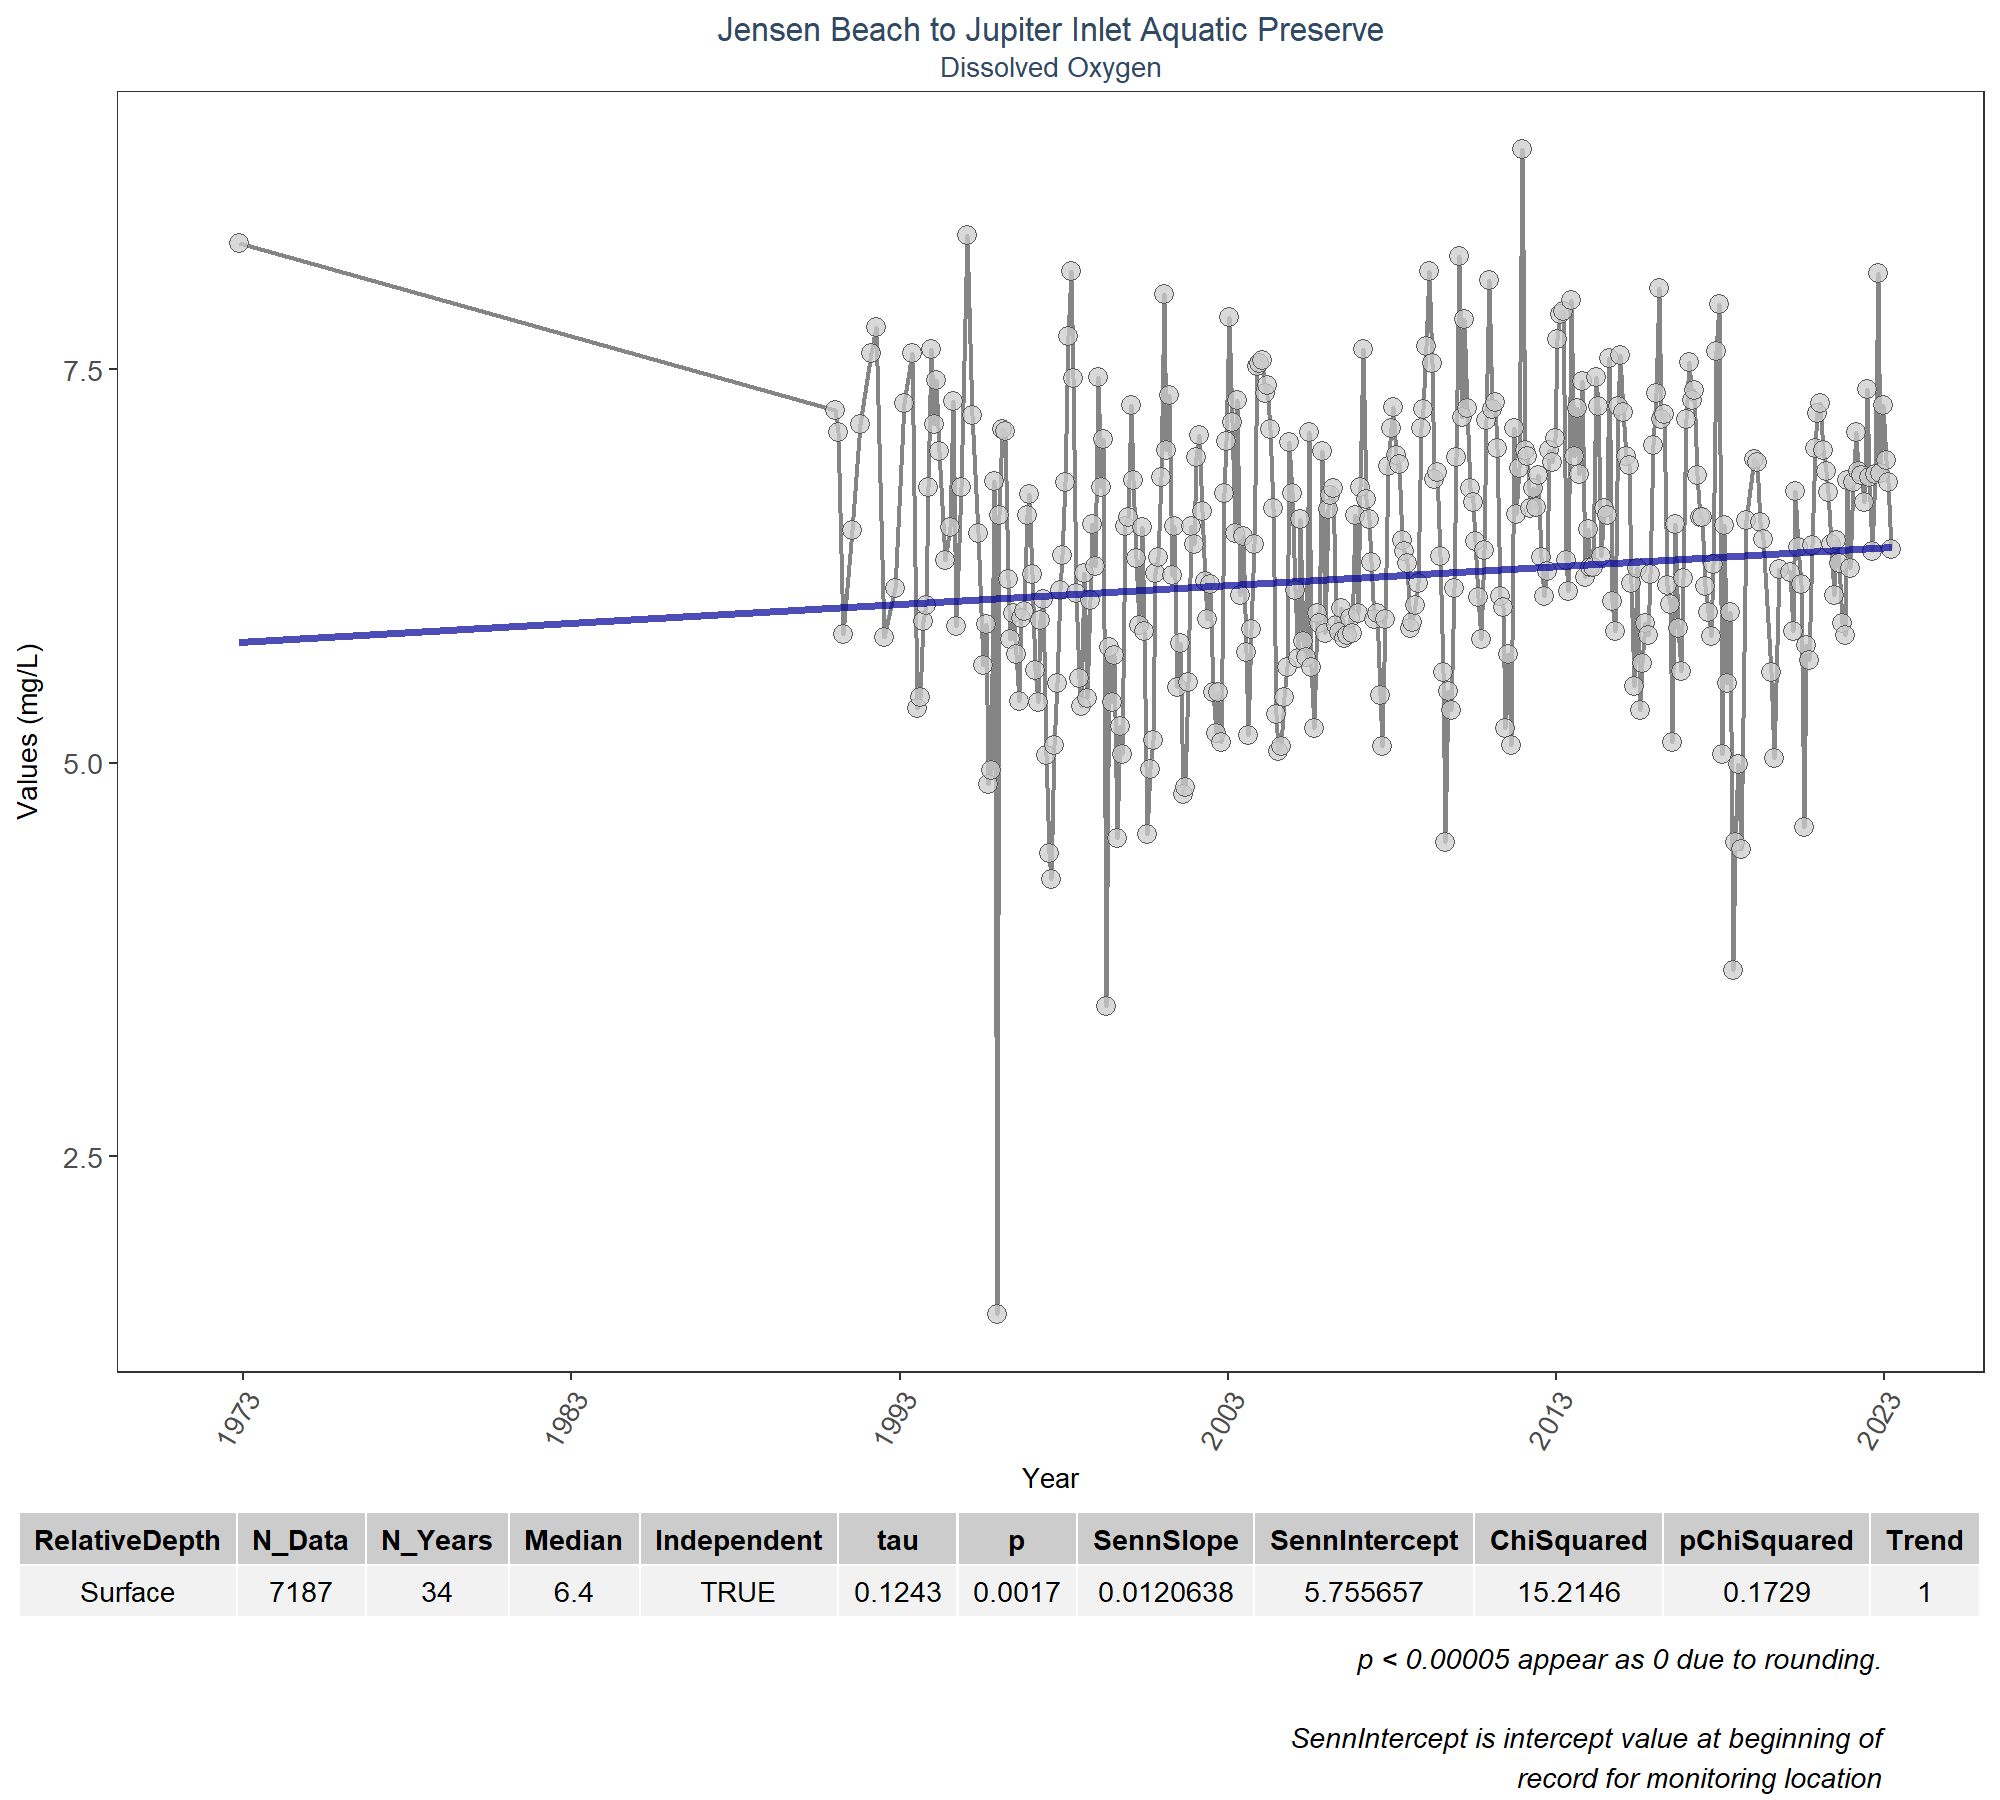 Jensen Beach to Jupiter Inlet Aquatic Preserve
Dissolved Oxygen
Values (mg/L)
7.5
5.0
2.5
1973
1983
1993
2003
2013
2023
Year
RelativeDepth N_Data N_Years Median Independent tau p SennSlope SennIntercept ChiSquared pChiSquared Trend
Surface 7187 34 6.4 TRUE 0.1243 0.0017 0.0120638 5.755657 15.2146 0.1729 1
p < 0.00005 appear as 0 due to rounding.
SennIntercept is intercept value at beginning of
record for monitoring location